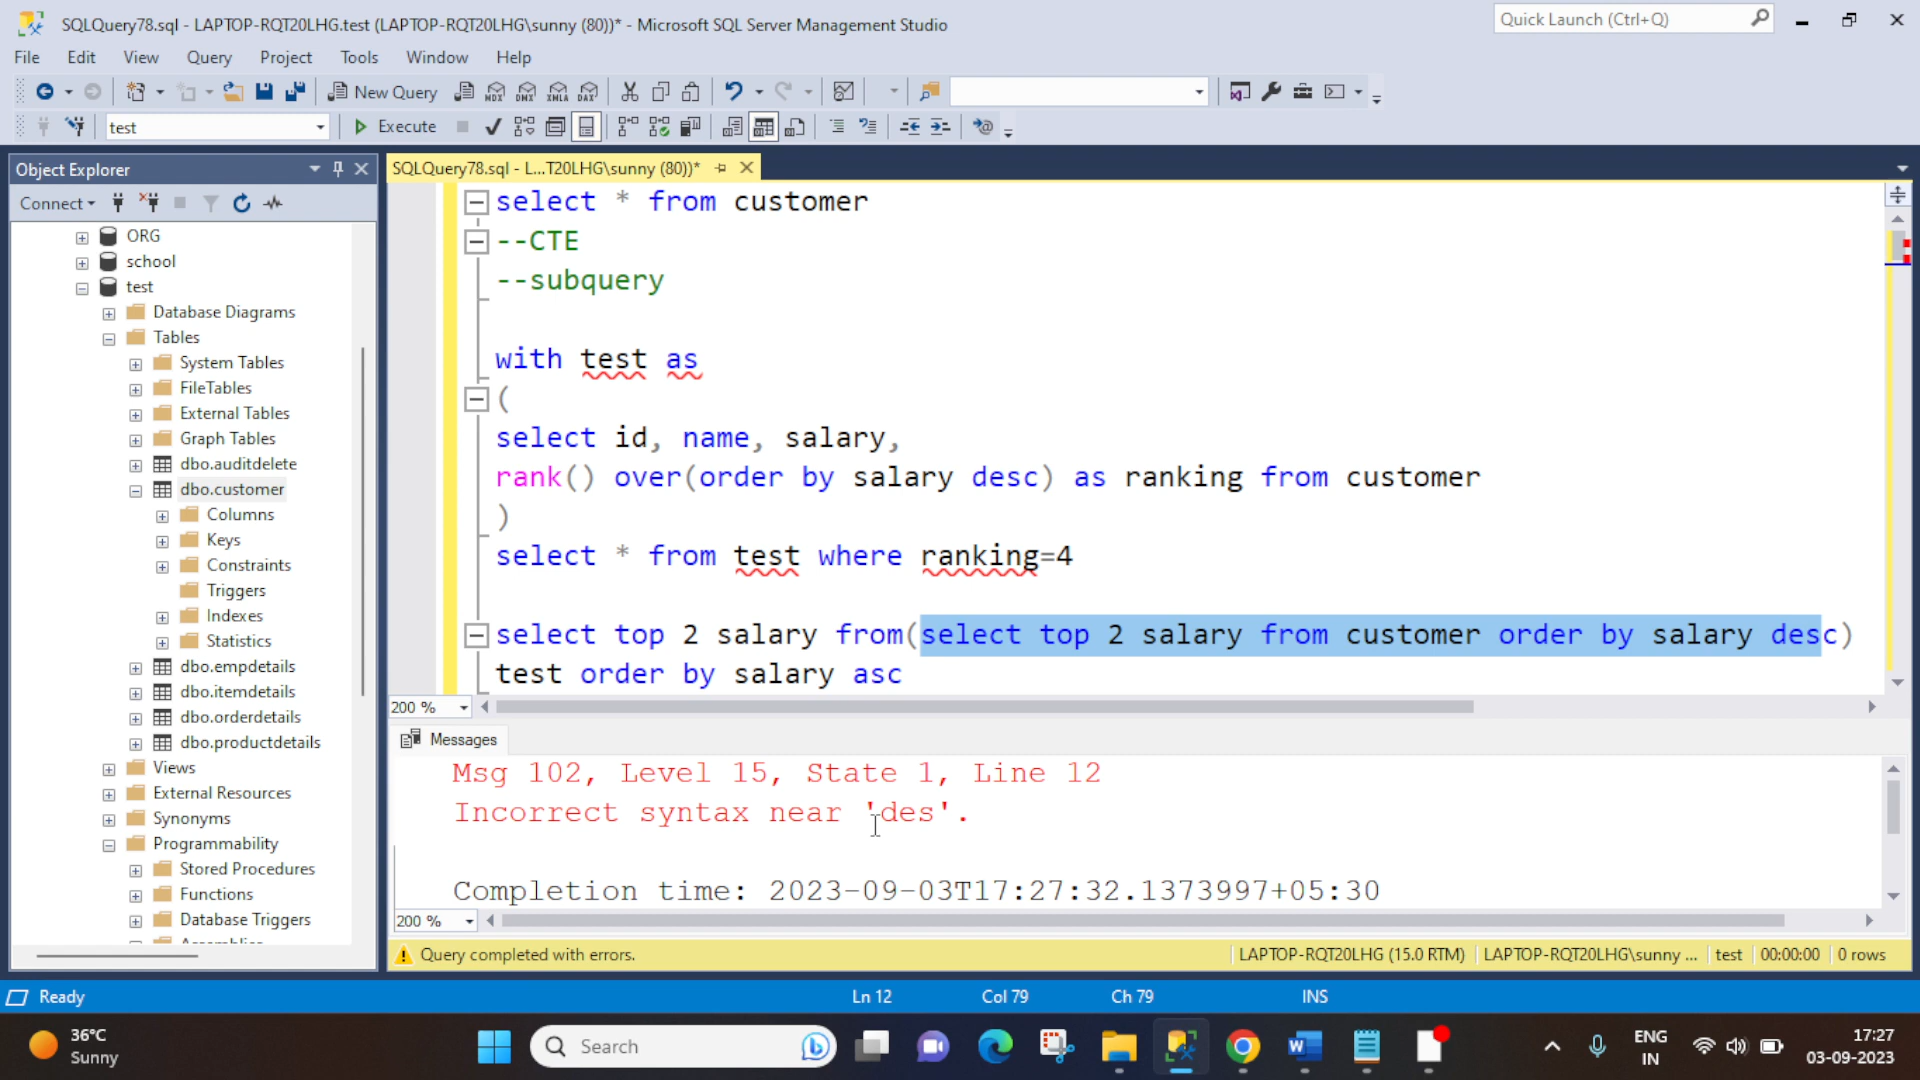 SQLQuery78.sql - LAPTOP-RQT20LHG.test (LAPTOP-RQT20LHG\sunny (80))* - Microsoft SQL Server Management Studio
Quick Launch (Ctrl+Q)
File Edit View Query Project Tools Window Help
New Query
MDX DMX XMLA DAX
test
Execute
Object Explorer
Connect
ORG
school
test
Database Diagrams
Tables
System Tables
FileTables
External Tables
Graph Tables
dbo.auditdelete
dbo.customer
Columns
Keys
Constraints
Triggers
Indexes
Statistics
dbo.empdetails
dbo.itemdetails
dbo.orderdetails
dbo.productdetails
Views
External Resources
Synonyms
Programmability
Stored Procedures
Functions
Database Triggers
SQLQuery78.sql - L...T20LHG\sunny (80))*
select * from customer
--CTE
--subquery
with test as
(
select id, name, salary,
rank() over(order by salary desc) as ranking from customer
)
select * from test where ranking=4
select top 2 salary from(select top 2 salary from customer order by salary desc)
test order by salary asc
200 %
Messages
Msg 102, Level 15, State 1, Line 12
Incorrect syntax near 'des'.
Completion time: 2023-09-03T17:27:32.1373997+05:30
200 %
Query completed with errors.
LAPTOP-RQT20LHG (15.0 RTM) LAPTOP-RQT20LHG\sunny ... test 00:00:00 0 rows
Ready
Ln 12 Col 79 Ch 79 INS
36°C
Sunny
Search
ENG
IN
17:27
03-09-2023